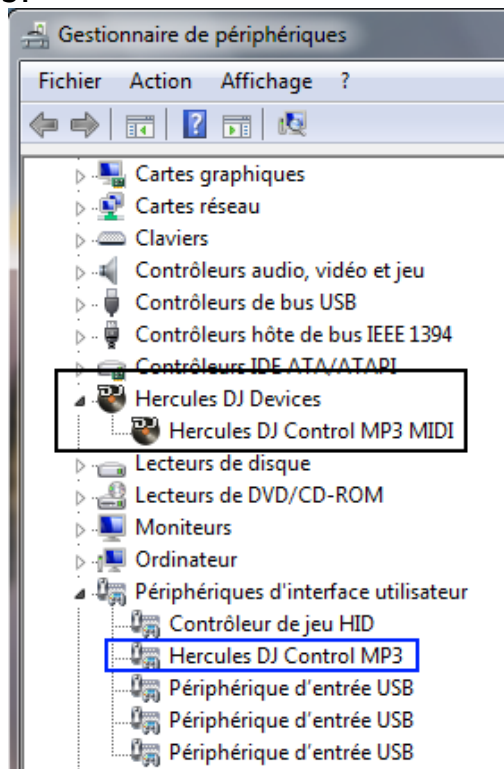 Gestionnaire de périphériques
Fichier Action Affichage ?
Cartes graphiques
Cartes réseau
Claviers
Contrôleurs audio, vidéo et jeu
Contrôleurs de bus USB
Contrôleurs hôte de bus IEEE 1394
Contrôleurs IDE ATA/ATAPI
Hercules DJ Devices
Hercules DJ Control MP3 MIDI
Lecteurs de disque
Lecteurs de DVD/CD-ROM
Moniteurs
Ordinateur
Périphériques d'interface utilisateur
Contrôleur de jeu HID
Hercules DJ Control MP3
Périphérique d'entrée USB
Périphérique d'entrée USB
Périphérique d'entrée USB